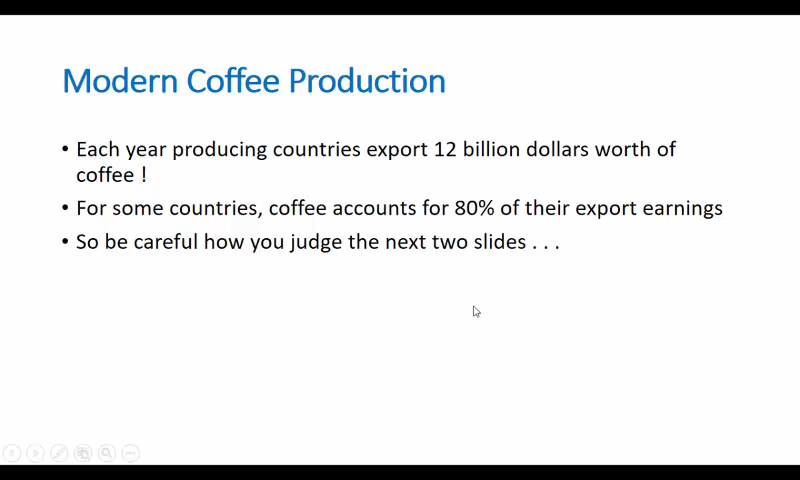 Modern Coffee Production
• Each year producing countries export 12 billion dollars worth of
coffee !
• For some countries, coffee accounts for 80% of their export earnings
• So be careful how you judge the next two slides . . .